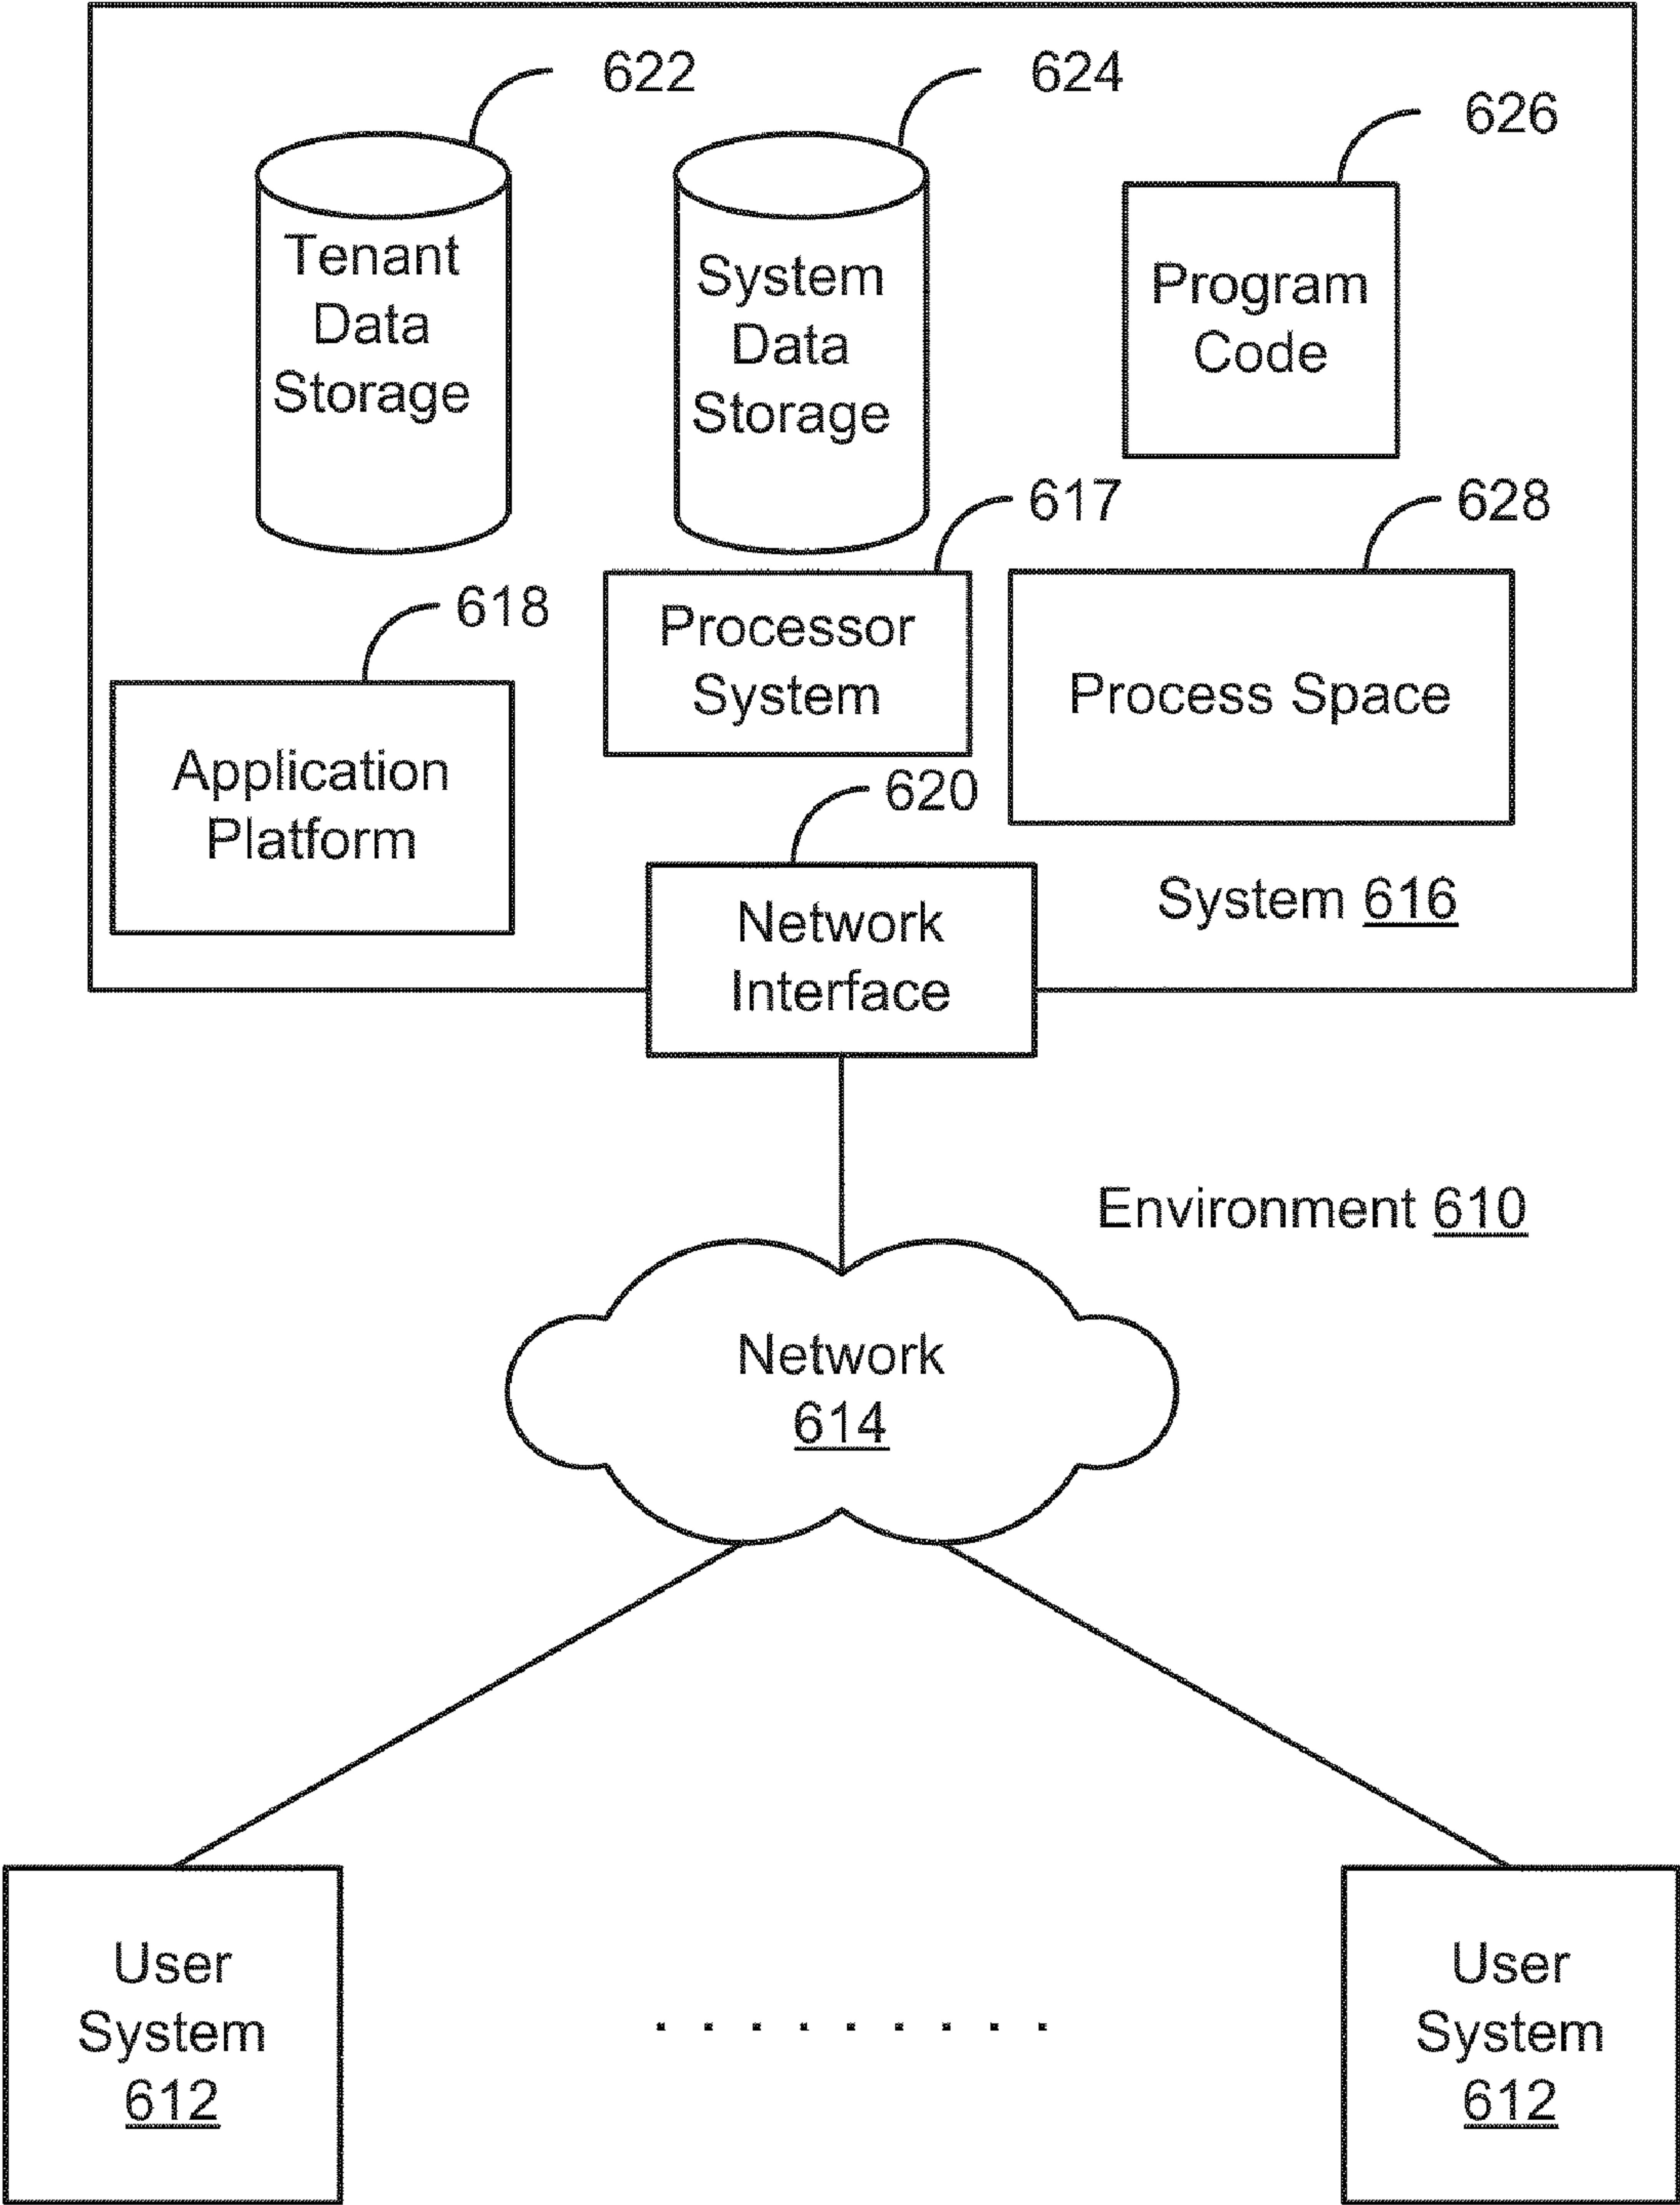 622
624
626
Tenant
Data
Storage
System
Data
Storage
Program
Code
617
628
618
Processor
System
Process Space
Application
Platform
620
Network
Interface
System 616
Environment 610
Network
614
User
System
612
User
System
612